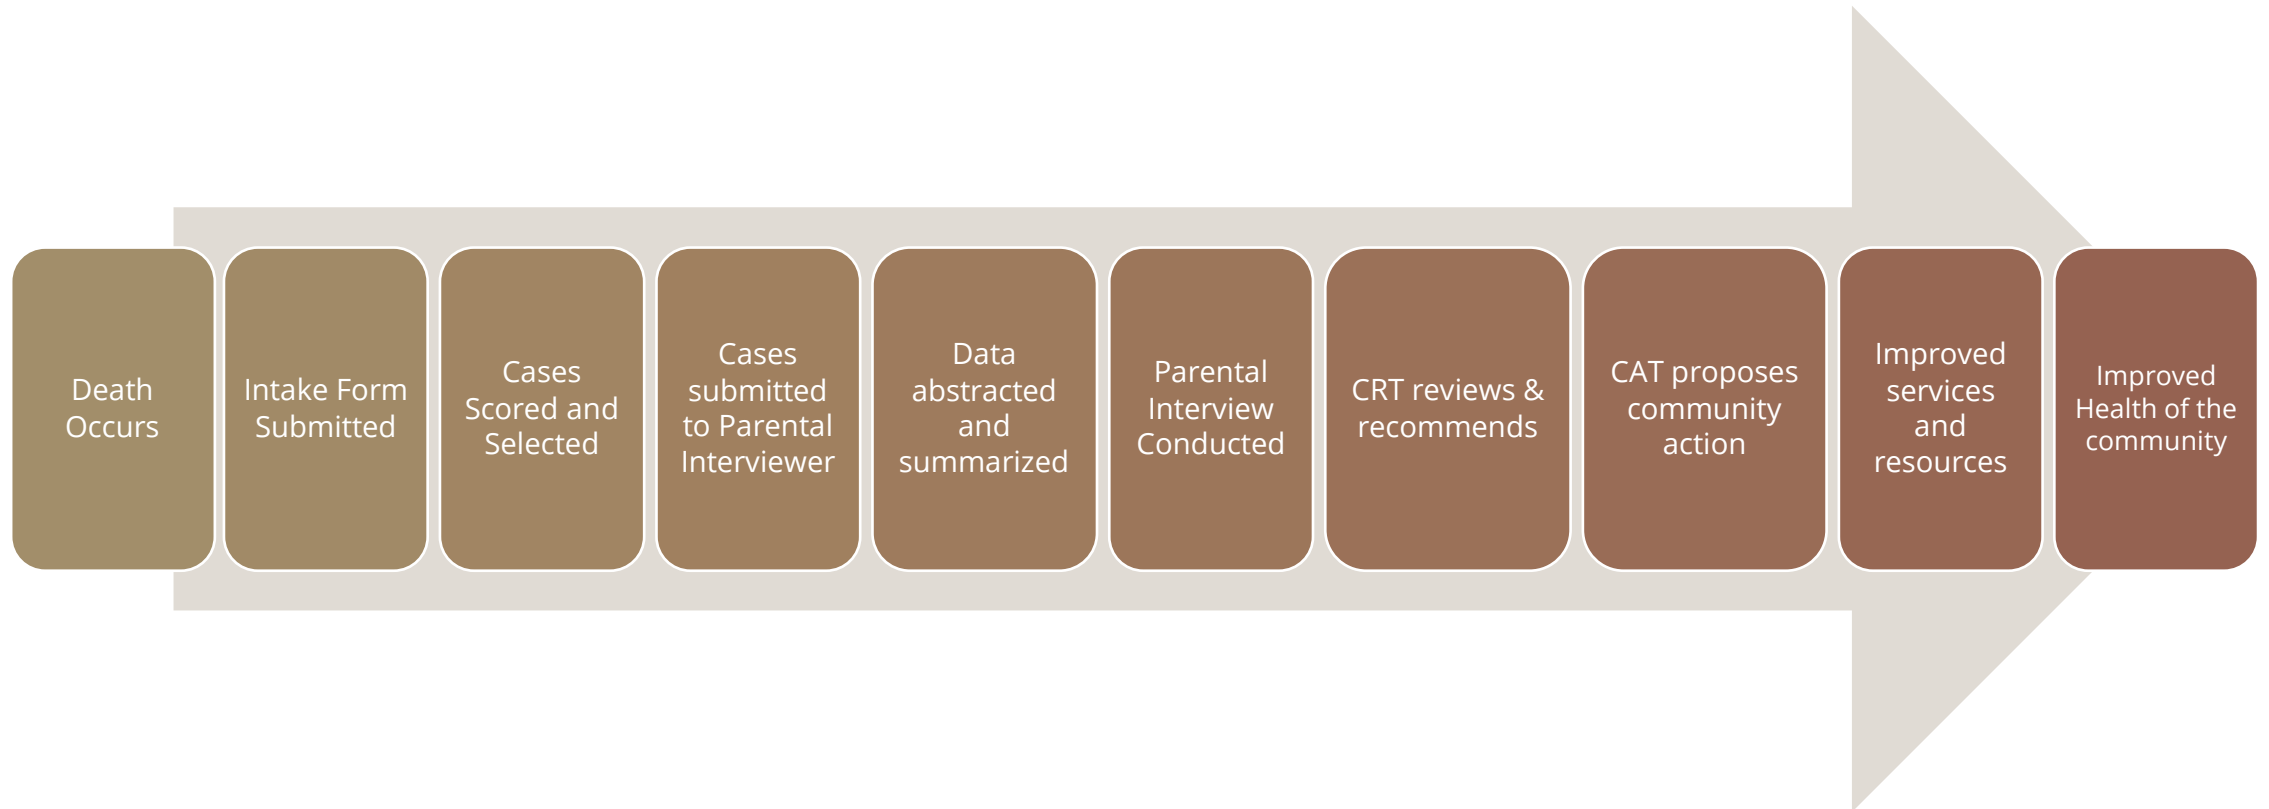 Death
Occurs
Intake Form
Submitted
Cases
Scored and
Selected
Cases
submitted
to Parental
Interviewer
Data
abstracted
and
summarized
Parental
Interview
Conducted
CRT reviews &
recommends
CAT proposes
community
action
Improved
services
and
resources
Improved
Health of the
community